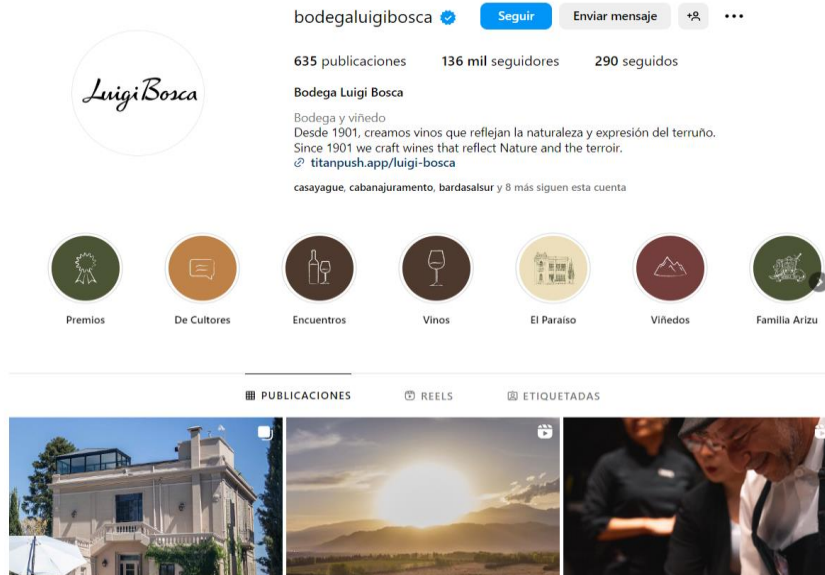 bodegaluigibosca
Seguir
Enviar mensaje
635 publicaciones 136 mil seguidores 290 seguidos
Luigi Bosca
Bodega Luigi Bosca
Bodega y viñedo
Desde 1901, creamos vinos que reflejan la naturaleza y expresión del terruño.
Since 1901 we craft wines that reflect Nature and the terroir.
titanpush.app/luigi-bosca
casayague, cabanajuramento, bardasalsur y 8 más siguen esta cuenta
Premios
De Cultores
Encuentros
Vinos
El Paraíso
Viñedos
Familia Arizu
PUBLICACIONES
REELS
ETIQUETADAS